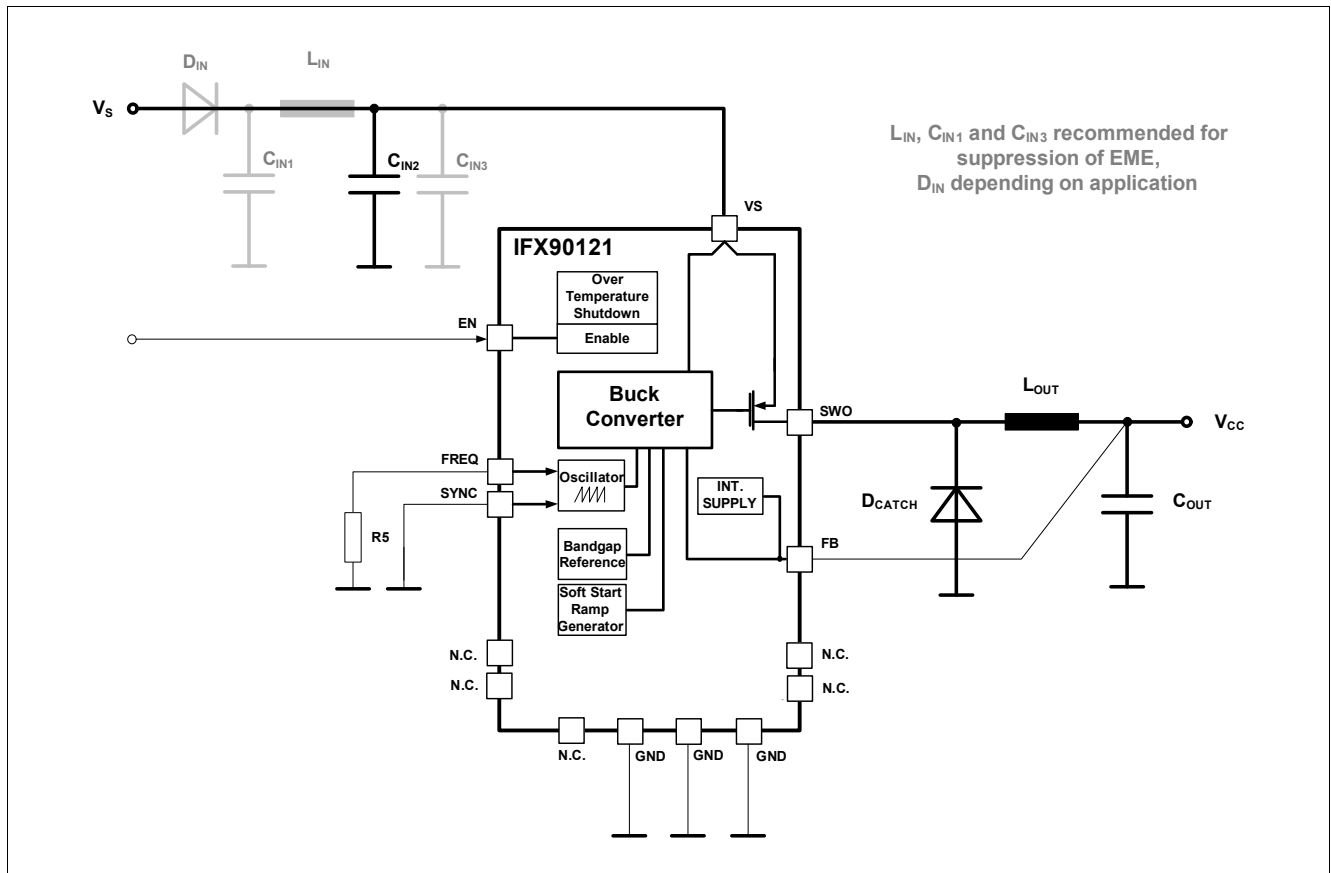 D_IN
L_IN
V_S
C_IN1
C_IN2
C_IN3
L_IN, C_IN1 and C_IN3 recommended for
suppression of EME,
D_IN depending on application
VS
IFX90121
Over
Temperature
Shutdown
Enable
EN
Buck
Converter
SWO
L_OUT
V_CC
FREQ
SYNC
Oscillator
INT.
SUPPLY
D_CATCH
C_OUT
R5
FB
Bandgap
Reference
Soft Start
Ramp
Generator
N.C.
N.C.
N.C.
N.C.
N.C.
GND
GND
GND